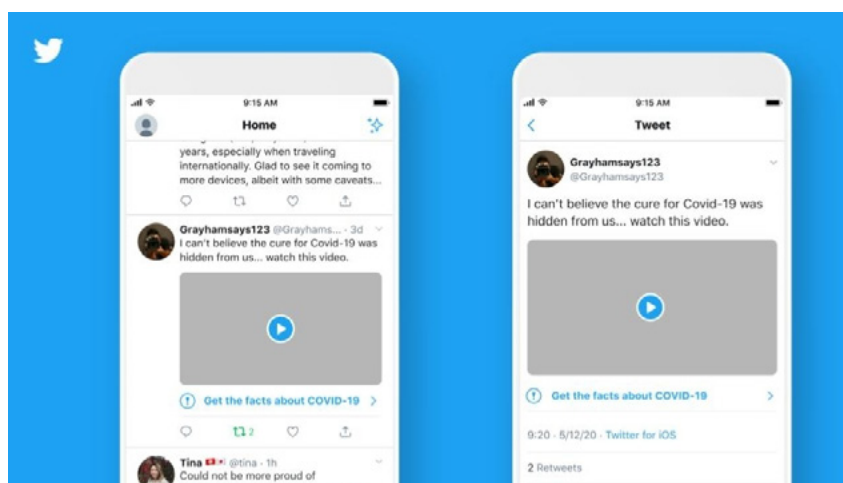 9:15 AM
Home
years, especially when traveling
internationally. Glad to see it coming to
more devices, albeit with some caveats...
Grayhamsays123 @Grayhams... · 3d
I can't believe the cure for Covid-19 was
hidden from us... watch this video.
Get the facts about COVID-19
2
Tina @tina · 1h
Could not be more proud of
9:15 AM
Tweet
Grayhamsays123
@Grayhamsays123
I can't believe the cure for Covid-19 was
hidden from us... watch this video.
Get the facts about COVID-19
9:20 · 5/12/20 · Twitter for iOS
2 Retweets